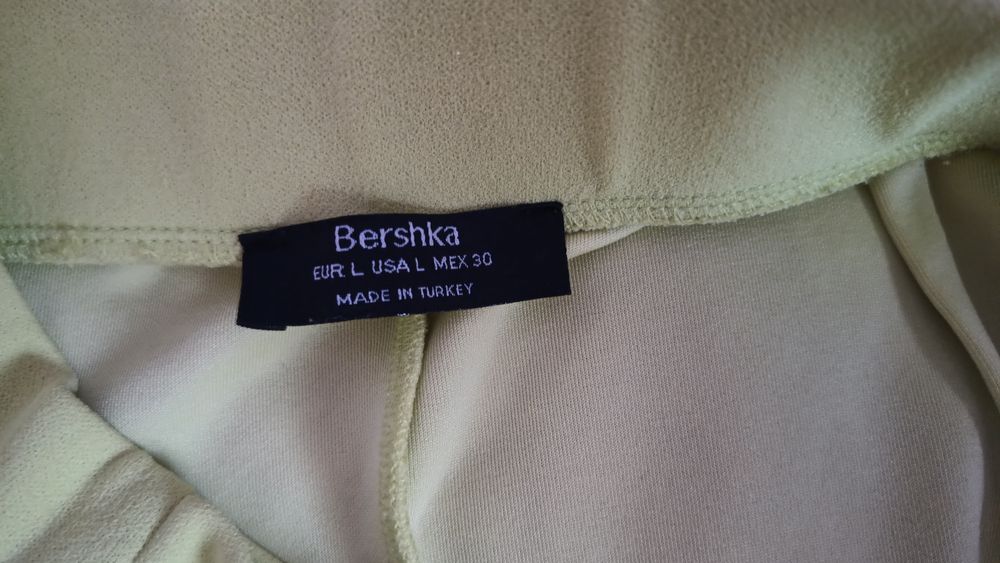 Bershka
EUR L USA L MEX 30
MADE IN TURKEY